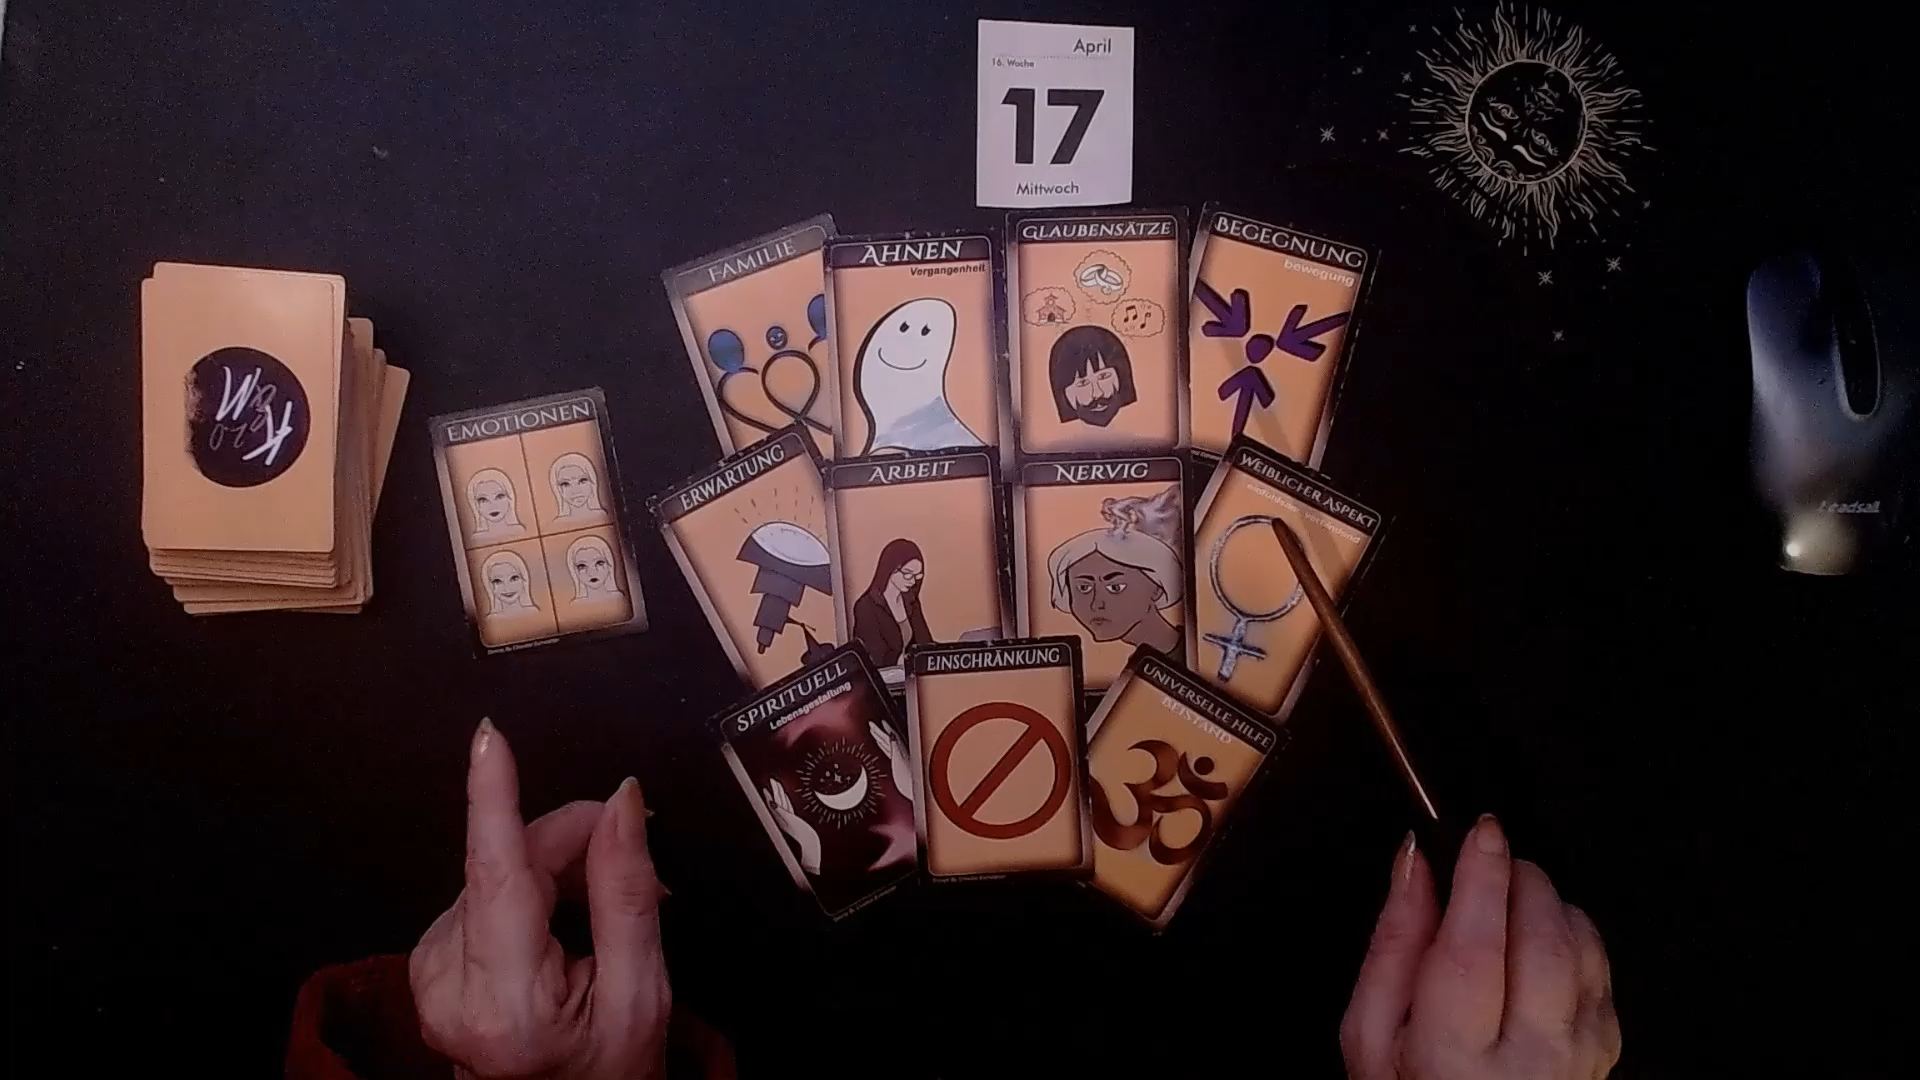 April
16. Woche
17
Mittwoch
FAMILIE
AHNEN
Vergangenheit
GLAUBENSÄTZE
BEGEGNUNG
bewegung
EMOTIONEN
ERWARTUNG
ARBEIT
NERVIG
WEIBLICHER ASPEKT
SPIRITUELL
Lebensgestaltung
EINSCHRÄNKUNG
UNIVERSELLE HILFE
BEISTAND